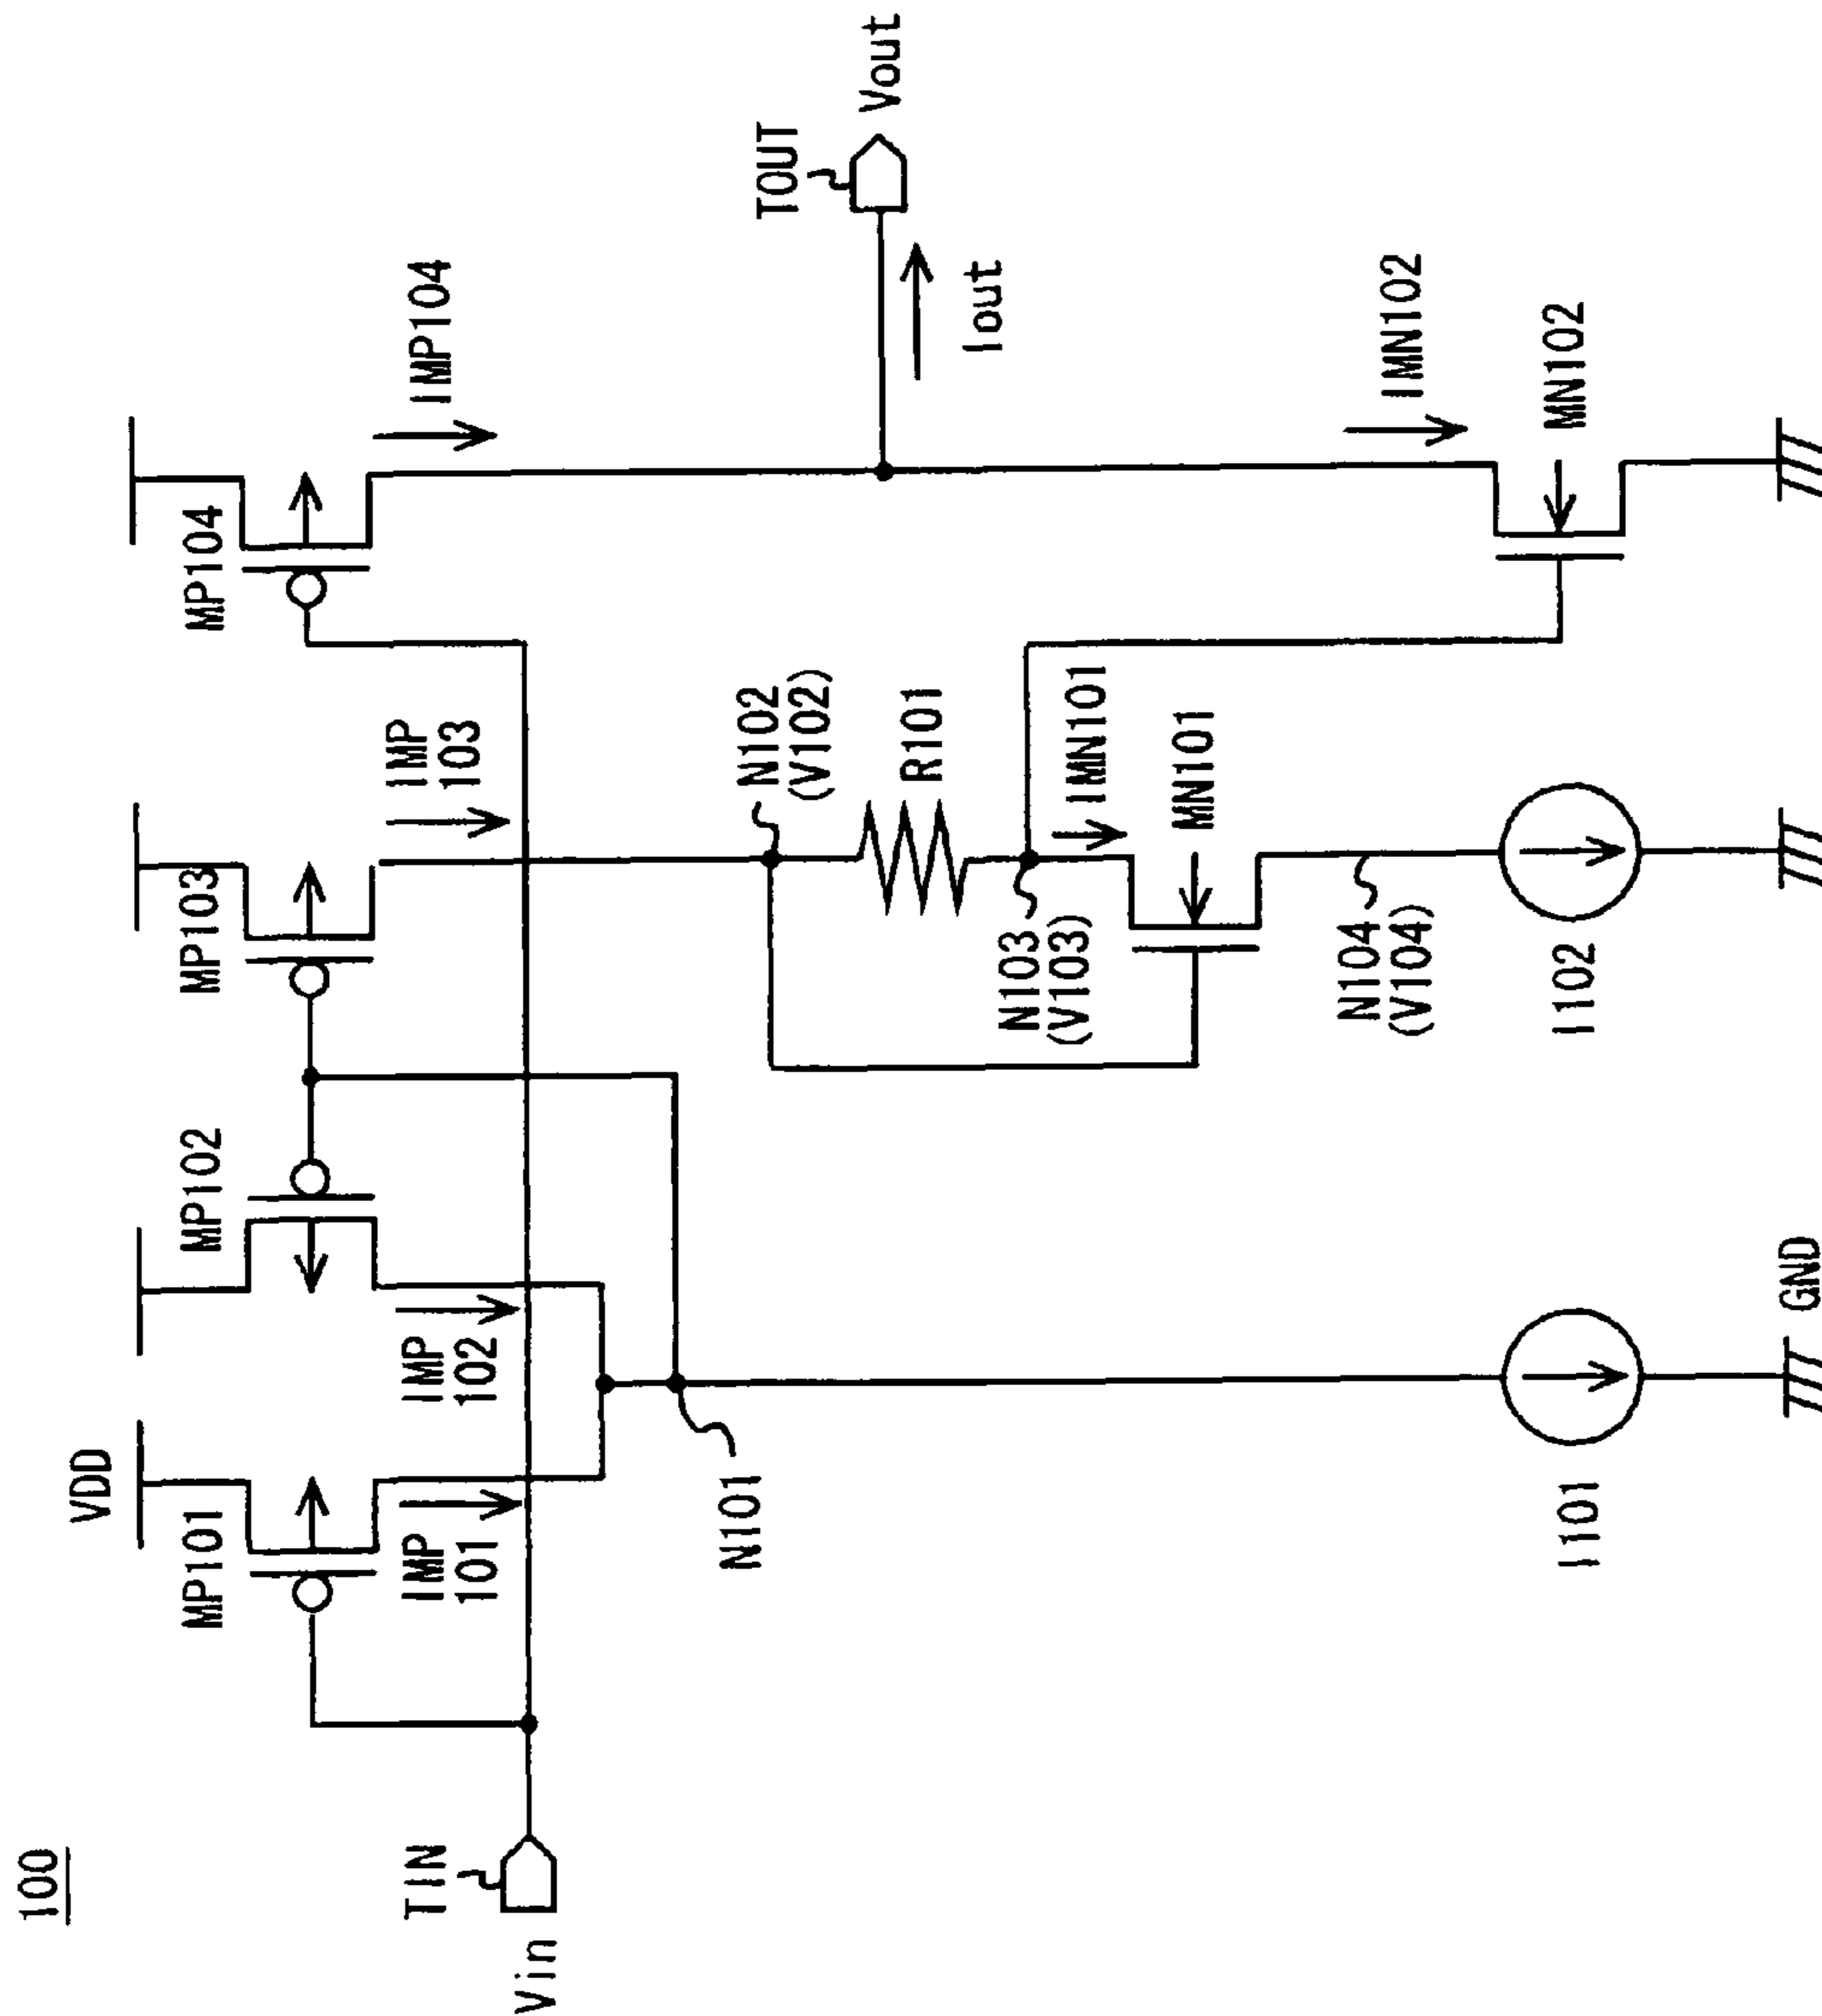 100
VDD
MP101
MP102
MP103
MP104
IMP
101
IMP
102
IMP
103
IMP104
TIN
Vin
N101
N102
(V102)
R101
TOUT
Vout
Iout
N103
(V103)
IMN101
MN101
N104
(V104)
IMN102
MN102
I101
I102
GND